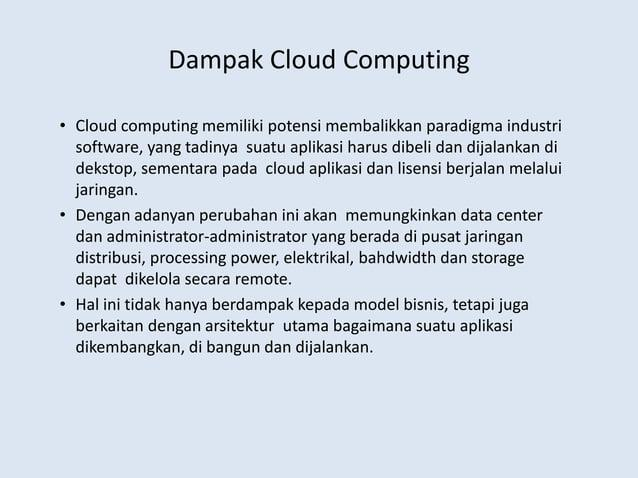 Dampak Cloud Computing
• Cloud computing memiliki potensi membalikkan paradigma industri
software, yang tadinya suatu aplikasi harus dibeli dan dijalankan di
dekstop, sementara pada cloud aplikasi dan lisensi berjalan melalui
jaringan.
• Dengan adanyan perubahan ini akan memungkinkan data center
dan administrator-administrator yang berada di pusat jaringan
distribusi, processing power, elektrikal, bahdwidth dan storage
dapat dikelola secara remote.
• Hal ini tidak hanya berdampak kepada model bisnis, tetapi juga
berkaitan dengan arsitektur utama bagaimana suatu aplikasi
dikembangkan, di bangun dan dijalankan.